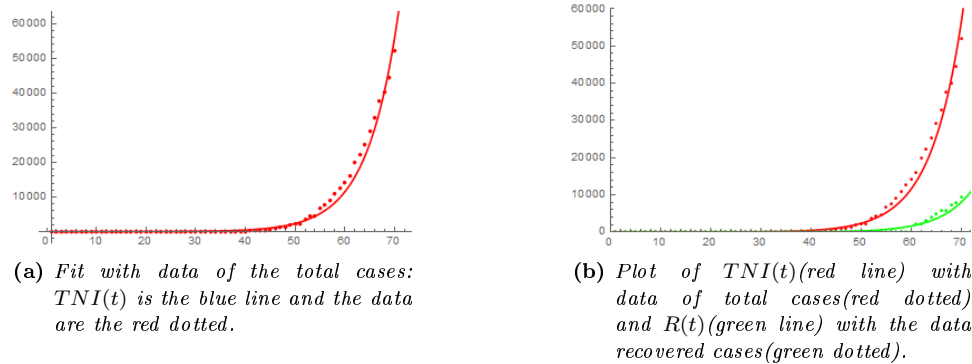 60000
50000
40000
30000
20000
10000
0 10 20 30 40 50 60 70
(a) Fit with data of the total cases:
TNI(t) is the blue line and the data
are the red dotted.
60000
50000
40000
30000
20000
10000
0
0 10 20 30 40 50 60 70
(b) Plot of TNI(t)(red line) with
data of total cases(red dotted)
and R(t)(green line) with the data
recovered cases(green dotted).